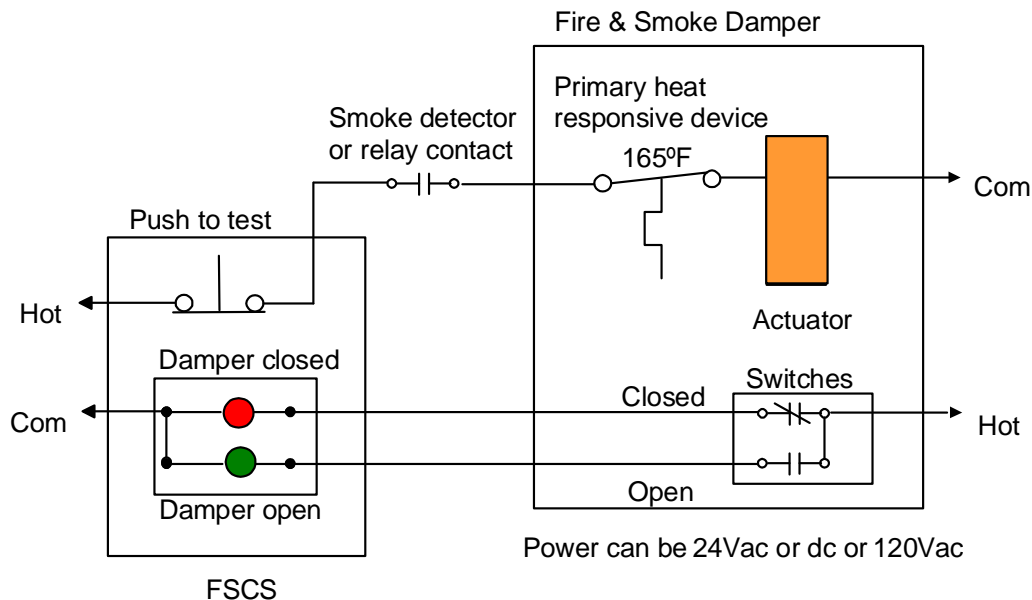 Fire & Smoke Damper
Primary heat
responsive device
165ºF
Smoke detector
or relay contact
Com
Push to test
Hot
Actuator
Damper closed
Switches
Closed
Com
Hot
Open
Damper open
Power can be 24Vac or dc or 120Vac
FSCS